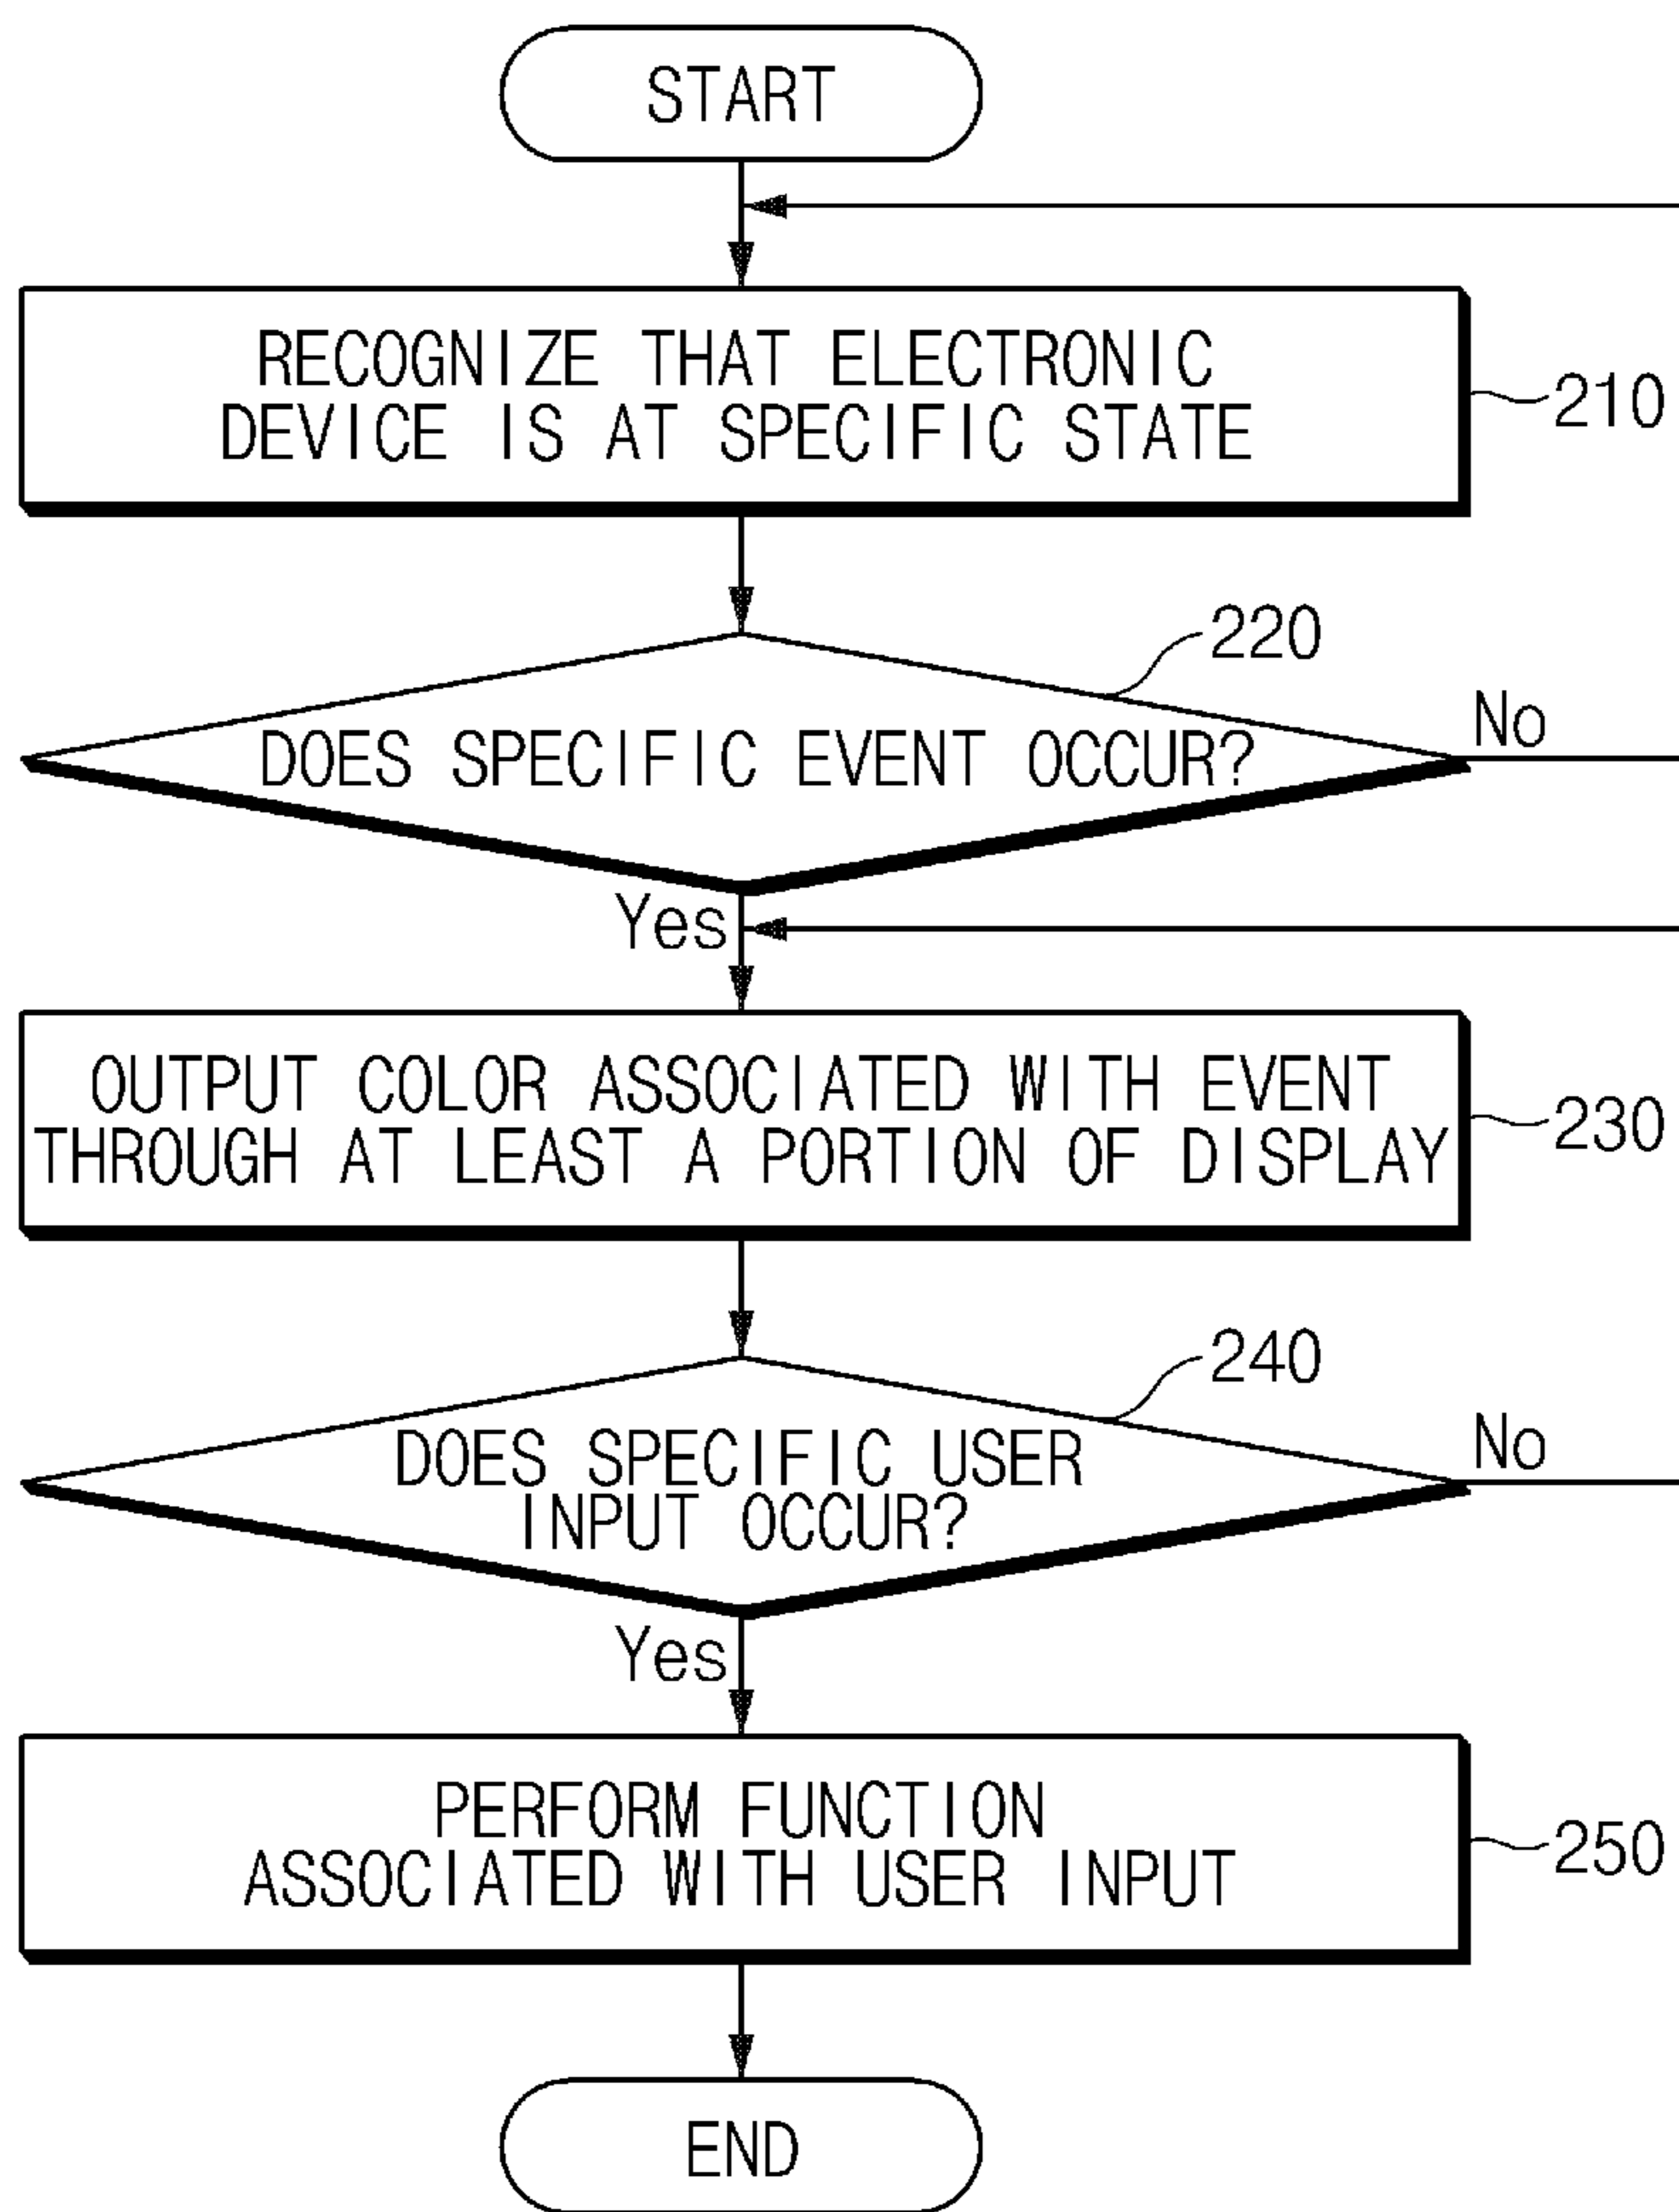 START
RECOGNIZE THAT ELECTRONIC
DEVICE IS AT SPECIFIC STATE
210
220
DOES SPECIFIC EVENT OCCUR?
No
Yes
OUTPUT COLOR ASSOCIATED WITH EVENT
THROUGH AT LEAST A PORTION OF DISPLAY
230
240
DOES SPECIFIC USER
INPUT OCCUR?
No
Yes
PERFORM FUNCTION
ASSOCIATED WITH USER INPUT
250
END